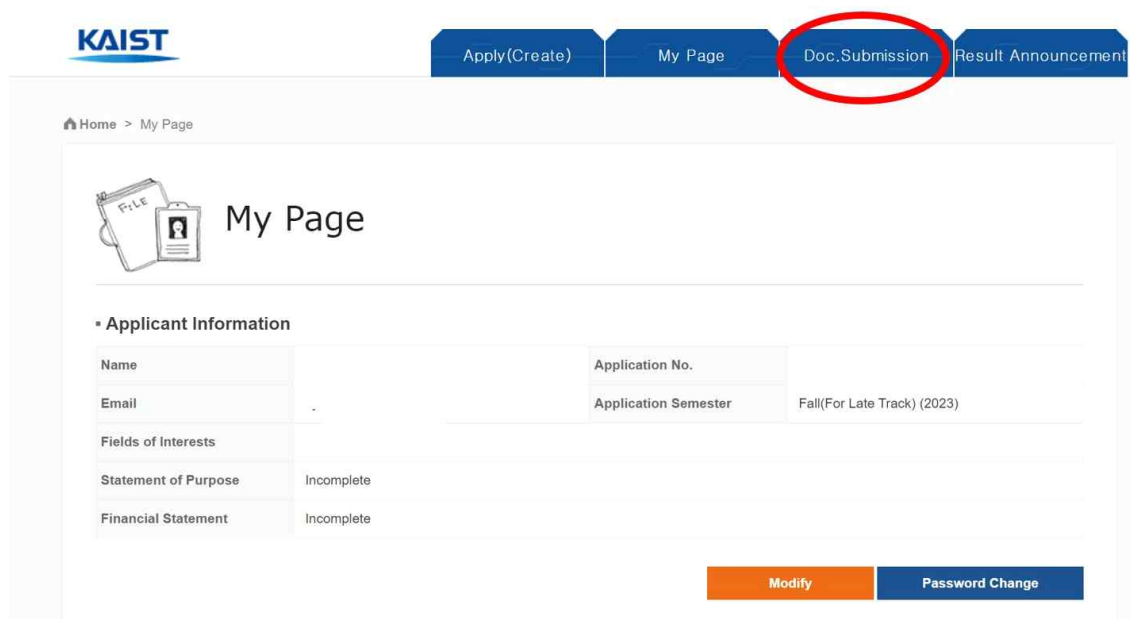 KAIST
Apply(Create) My Page Doc.Submission Result Announcement
Home > My Page
FILE
My Page
▪ Applicant Information
Name Application No.
Email Application Semester Fall(For Late Track) (2023)
Fields of Interests
Statement of Purpose Incomplete
Financial Statement Incomplete
Modify Password Change